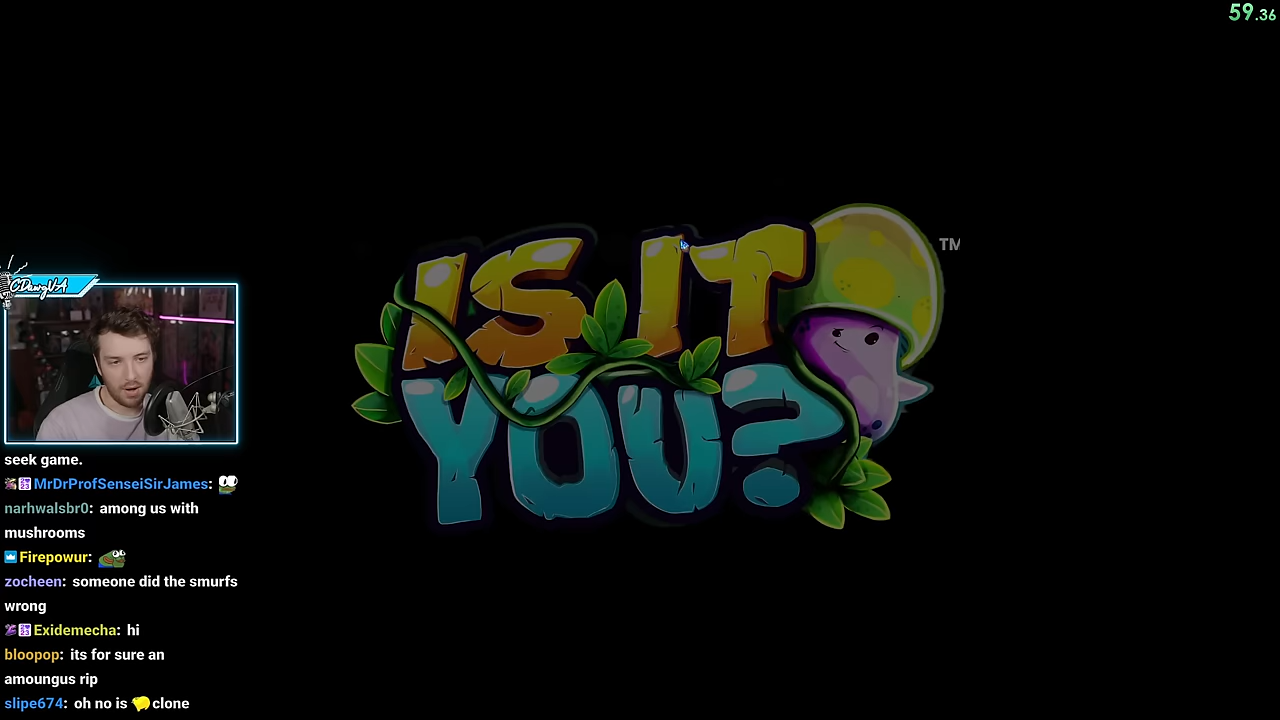 59.36
IS IT
TM
YOU?
CDawgVA
seek game.
MrDrProfSenseiSirJames:
narhwalsbr0: among us with
mushrooms
Firepowur:
zocheen: someone did the smurfs
wrong
Exidemecha: hi
bloopop: its for sure an
amoungus rip
slipe674: oh no is clone